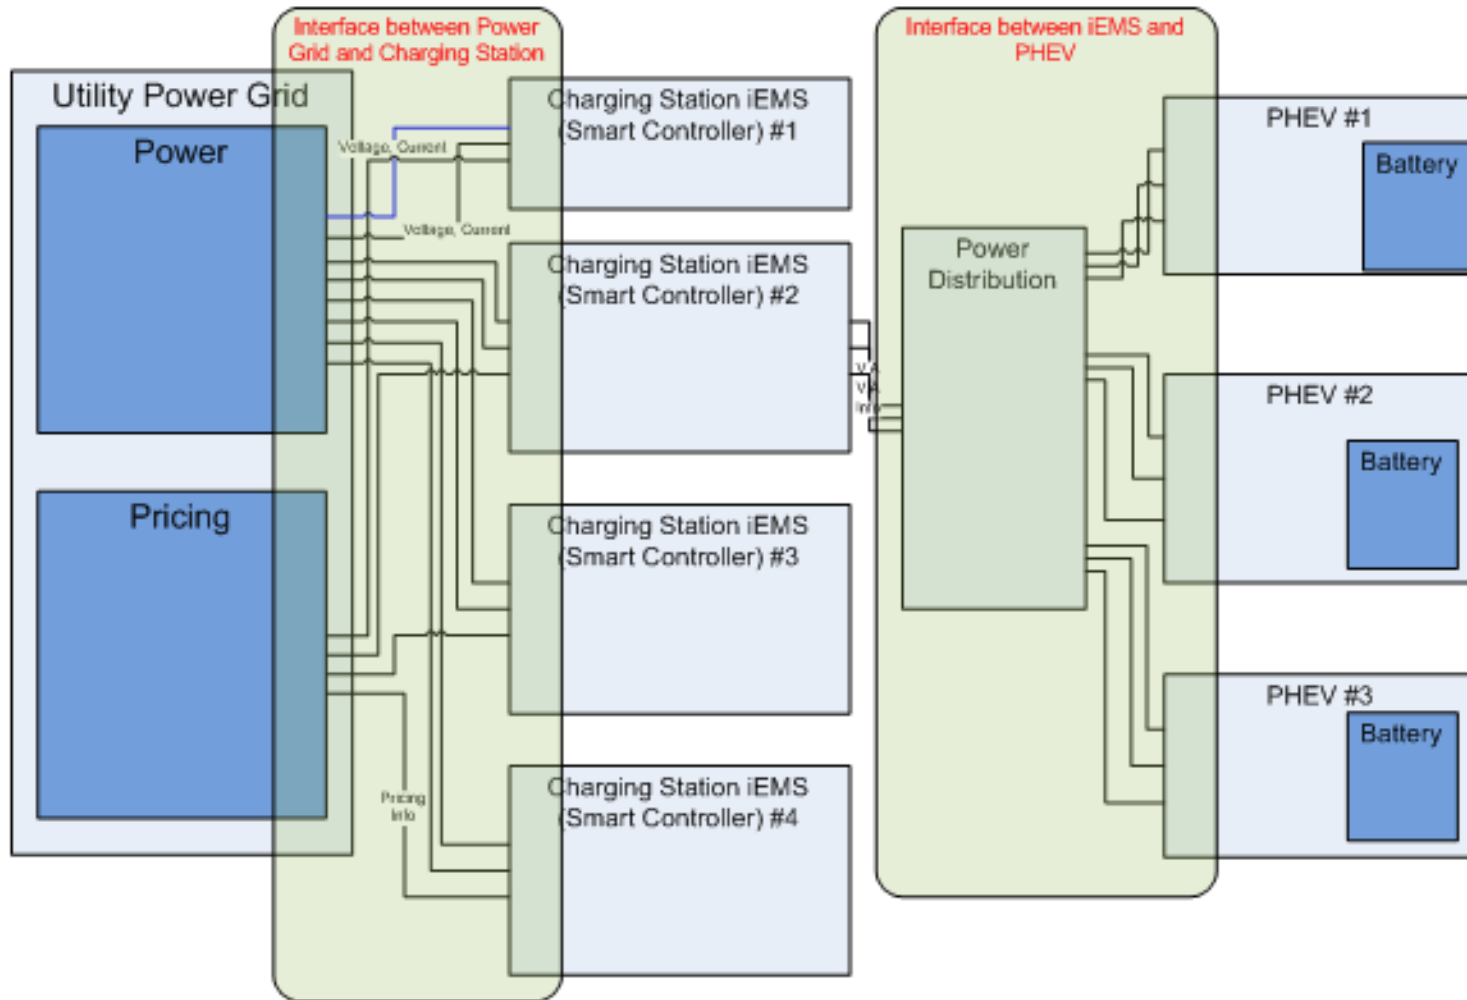 Interface between Power
Grid and Charging Station
Interface between iEMS and
PHEV
Utility Power Grid
Power
Voltage, Current
Voltage, Current
Pricing
Pricing
Info
Charging Station iEMS
(Smart Controller) #1
Charging Station iEMS
(Smart Controller) #2
Charging Station iEMS
(Smart Controller) #3
Charging Station iEMS
(Smart Controller) #4
V,A
V,A
Info
Power
Distribution
PHEV #1
Battery
PHEV #2
Battery
PHEV #3
Battery